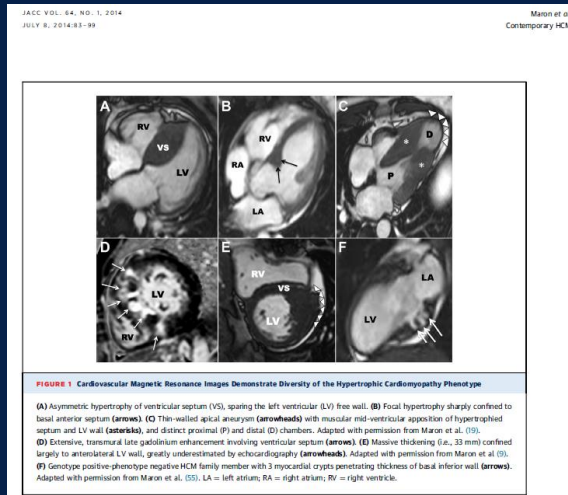 JACC VOL. 64, NO. 1, 2014
JULY 8, 2014:83–99
Maron et a
Contemporary HCM
A
RV
VS
LV
B
RV
RA
LA
C
D
*
*
P
D
LV
RV
E
RV
VS
LV
F
LA
LV
FIGURE 1 Cardiovascular Magnetic Resonance Images Demonstrate Diversity of the Hypertrophic Cardiomyopathy Phenotype
(A) Asymmetric hypertrophy of ventricular septum (VS), sparing the left ventricular (LV) free wall. (B) Focal hypertrophy sharply confined to
basal anterior septum (arrows). (C) Thin-walled apical aneurysm (arrowheads) with muscular mid-ventricular apposition of hypertrophied
septum and LV wall (asterisks), and distinct proximal (P) and distal (D) chambers. Adapted with permission from Maron et al. (19).
(D) Extensive, transmural late gadolinium enhancement involving ventricular septum (arrows). (E) Massive thickening (i.e., 33 mm) confined
largely to anterolateral LV wall, greatly underestimated by echocardiography (arrowheads). Adapted with permission from Maron et al (9).
(F) Genotype positive-phenotype negative HCM family member with 3 myocardial crypts penetrating thickness of basal inferior wall (arrows).
Adapted with permission from Maron et al. (55). LA = left atrium; RA = right atrium; RV = right ventricle.